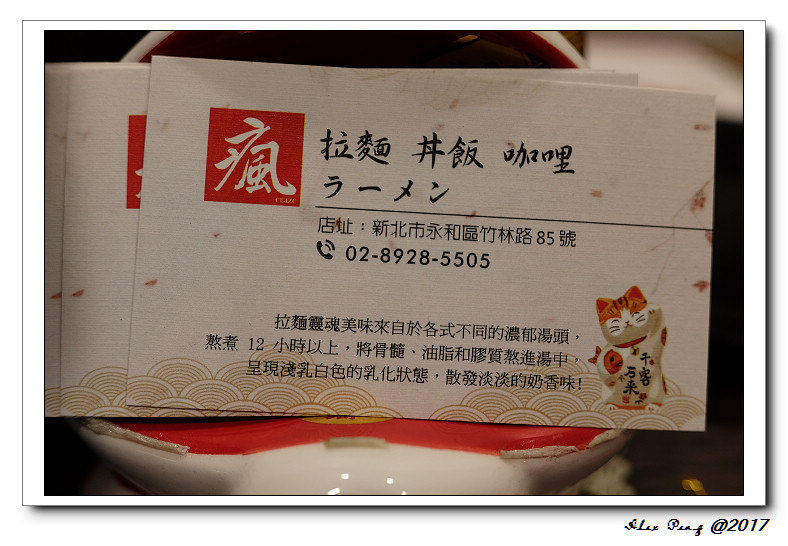 瘋
craze
拉麵 丼飯 咖哩
ラーメン
店址：新北市永和區竹林路85號
02-8928-5505
拉麵靈魂美味來自於各式不同的濃郁湯頭，
熬煮 12 小時以上，將骨髓、油脂和膠質熬進湯中，
呈現淺乳白色的乳化狀態，散發淡淡的奶香味!
千客
万来
Alex Peng @2017